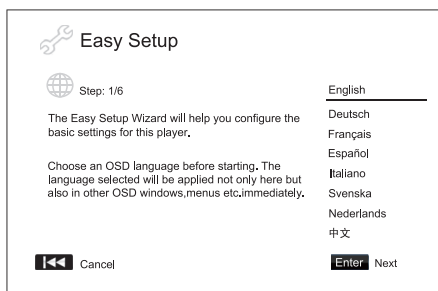 Easy Setup
Step: 1/6
The Easy Setup Wizard will help you configure the
basic settings for this player.
Choose an OSD language before starting. The
language selected will be applied not only here but
also in other OSD windows,menus etc.immediately.
English
Deutsch
Français
Español
Italiano
Svenska
Nederlands
中文
Cancel
Enter Next